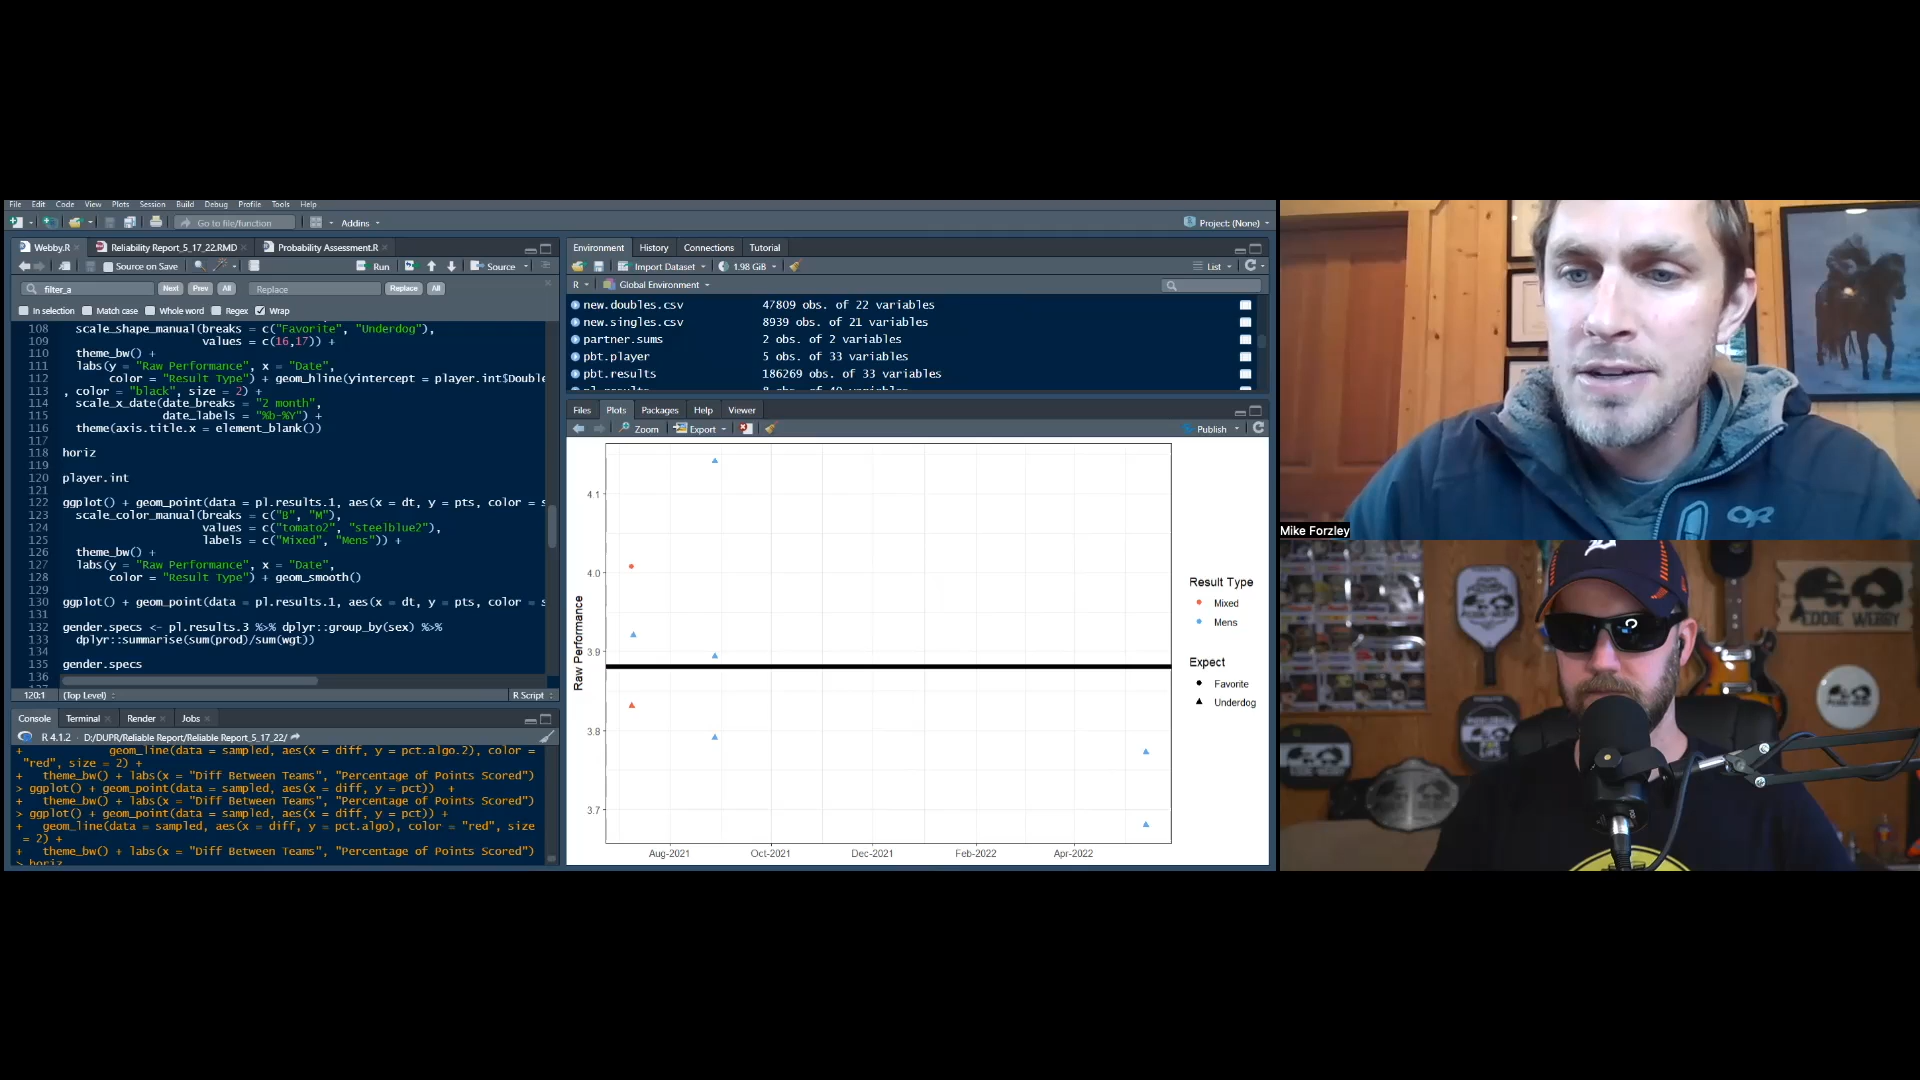 File Edit Code View Plots Session Build Debug Profile Tools Help
Go to file/function Addins Project: (None)
Webby.R Reliability Report_5_17_22.RMD Probability Assessment.R
Source on Save Run Source
filter_a Next Prev All Replace Replace All
In selection Match case Whole word Regex Wrap
108 scale_shape_manual(breaks = c("Favorite", "Underdog"),
109 values = c(16,17)) +
110 theme_bw() +
111 labs(y = "Raw Performance", x = "Date",
112 color = "Result Type") + geom_hline(yintercept = player.int$Double
113 , color = "black", size = 2) +
114 scale_x_date(date_breaks = "2 month",
115 date_labels = "%b-%Y") +
116 theme(axis.title.x = element_blank())
117
118 horiz
119
120 player.int
121
122 ggplot() + geom_point(data = pl.results.1, aes(x = dt, y = pts, color = s
123 scale_color_manual(breaks = c("B", "M"),
124 values = c("tomato2", "steelblue2"),
125 labels = c("Mixed", "Mens")) +
126 theme_bw() +
127 labs(y = "Raw Performance", x = "Date",
128 color = "Result Type") + geom_smooth()
129
130 ggplot() + geom_point(data = pl.results.1, aes(x = dt, y = pts, color = s
131
132 gender.specs <- pl.results.3 %>% dplyr::group_by(sex) %>%
133 dplyr::summarise(sum(prod)/sum(wgt))
134
135 gender.specs
136
120:1 (Top Level) R Script
Console Terminal Render Jobs
R 4.1.2 · D:/DUPR/Reliable Report/Reliable Report_5_17_22/
+ geom_line(data = sampled, aes(x = diff, y = pct.algo.2), color =
"red", size = 2) +
+ theme_bw() + labs(x = "Diff Between Teams", "Percentage of Points Scored")
> ggplot() + geom_point(data = sampled, aes(x = diff, y = pct)) +
+ theme_bw() + labs(x = "Diff Between Teams", "Percentage of Points Scored")
> ggplot() + geom_point(data = sampled, aes(x = diff, y = pct)) +
+ geom_line(data = sampled, aes(x = diff, y = pct.algo), color = "red", size
= 2) +
+ theme_bw() + labs(x = "Diff Between Teams", "Percentage of Points Scored")
> horiz
Environment History Connections Tutorial
Import Dataset 1.98 GiB List
R Global Environment
new.doubles.csv 47809 obs. of 22 variables
new.singles.csv 8939 obs. of 21 variables
partner.sums 2 obs. of 2 variables
pbt.player 5 obs. of 33 variables
pbt.results 186269 obs. of 33 variables
Files Plots Packages Help Viewer
Zoom Export Publish
Raw Performance
4.1
4.0
3.9
3.8
3.7
Aug-2021 Oct-2021 Dec-2021 Feb-2022 Apr-2022
Result Type
Mixed
Mens
Expect
Favorite
Underdog
OR
Mike Forzley
EDDIE WEBBY